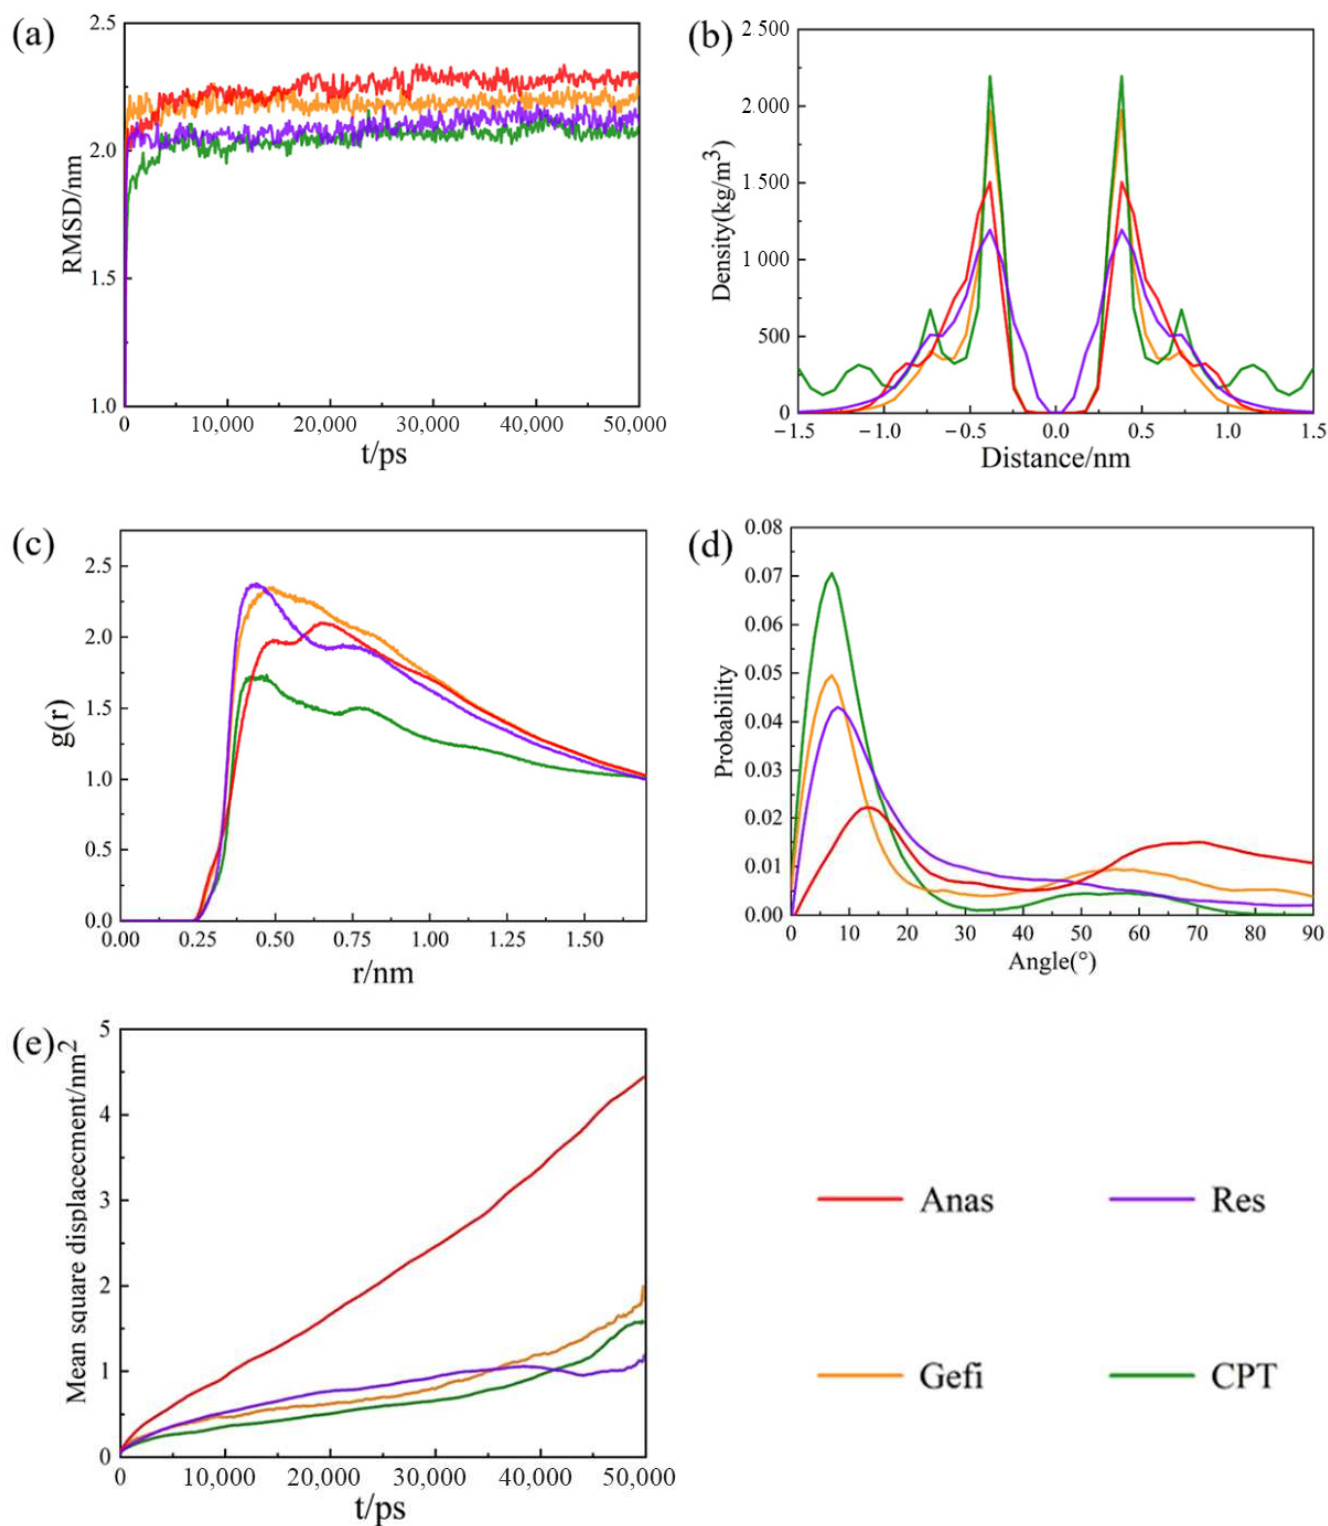 (a)
2.5
2.0
1.5
1.0
RMSD/nm
0 10,000 20,000 30,000 40,000 50,000
t/ps
(b)
2 500
2 000
1 500
1 000
500
0
Density(kg/m³)
−1.5 −1.0 −0.5 0.0 0.5 1.0 1.5
Distance/nm
(c)
2.5
2.0
1.5
1.0
0.5
0.0
g(r)
0.00 0.25 0.50 0.75 1.00 1.25 1.50
r/nm
(d)
0.08
0.07
0.06
0.05
0.04
0.03
0.02
0.01
0.00
Probability
0 10 20 30 40 50 60 70 80 90
Angle(°)
(e)
5
4
3
2
1
0
Mean square displacecment/nm²
0 10,000 20,000 30,000 40,000 50,000
t/ps
Anas
Res
Gefi
CPT